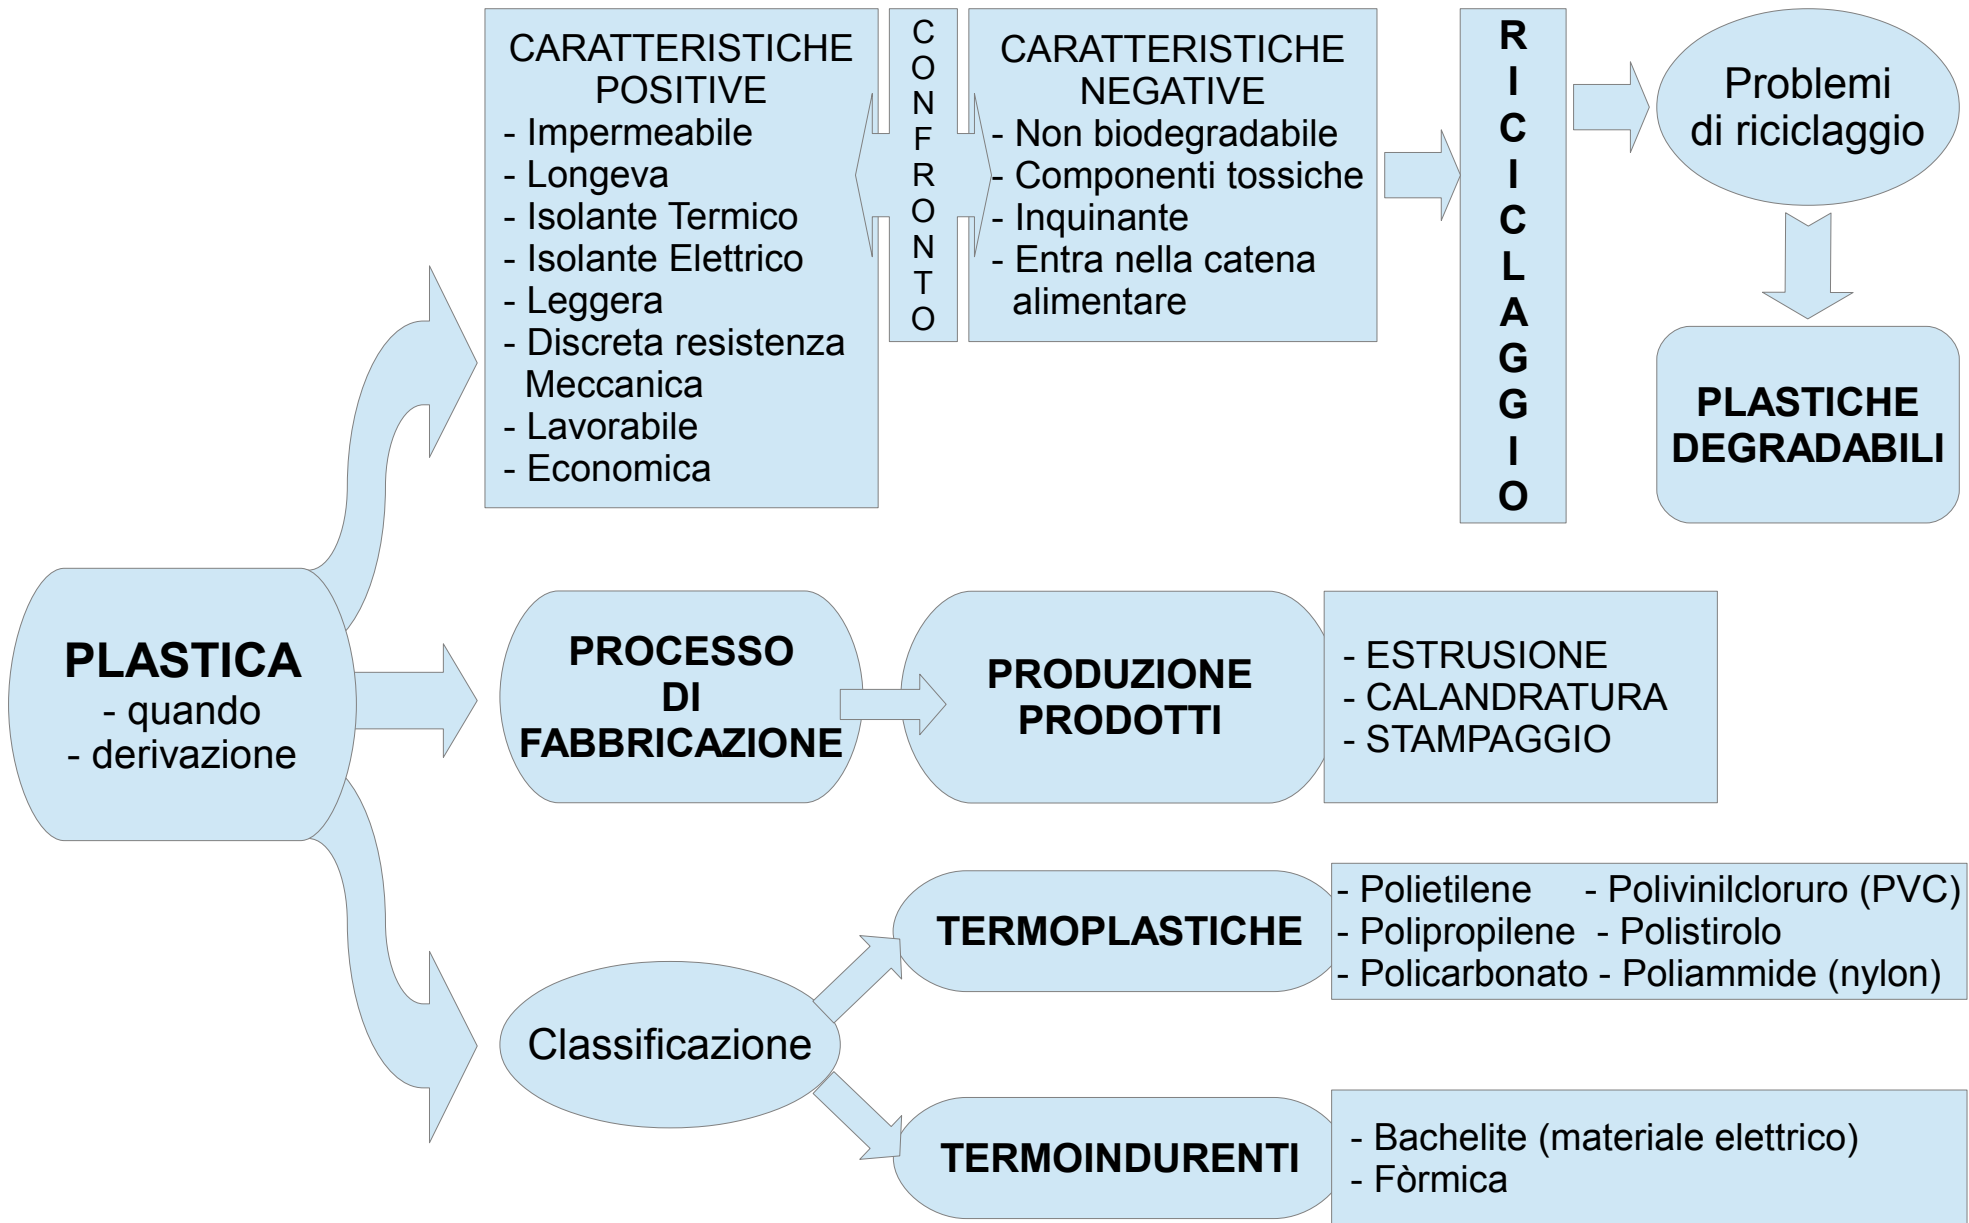 CARATTERISTICHE
POSITIVE
- Impermeabile
- Longeva
- Isolante Termico
- Isolante Elettrico
- Leggera
- Discreta resistenza
Meccanica
- Lavorabile
- Economica
CONFRONTO
CARATTERISTICHE
NEGATIVE
- Non biodegradabile
- Componenti tossiche
- Inquinante
- Entra nella catena
alimentare
RICICLAGGIO
Problemi
di riciclaggio
PLASTICHE
DEGRADABILI
PLASTICA
- quando
- derivazione
PROCESSO
DI
FABBRICAZIONE
PRODUZIONE
PRODOTTI
- ESTRUSIONE
- CALANDRATURA
- STAMPAGGIO
Classificazione
TERMOPLASTICHE
- Polietilene - Polivinilcloruro (PVC)
- Polipropilene - Polistirolo
- Policarbonato - Poliammide (nylon)
TERMOINDURENTI
- Bachelite (materiale elettrico)
- Fòrmica